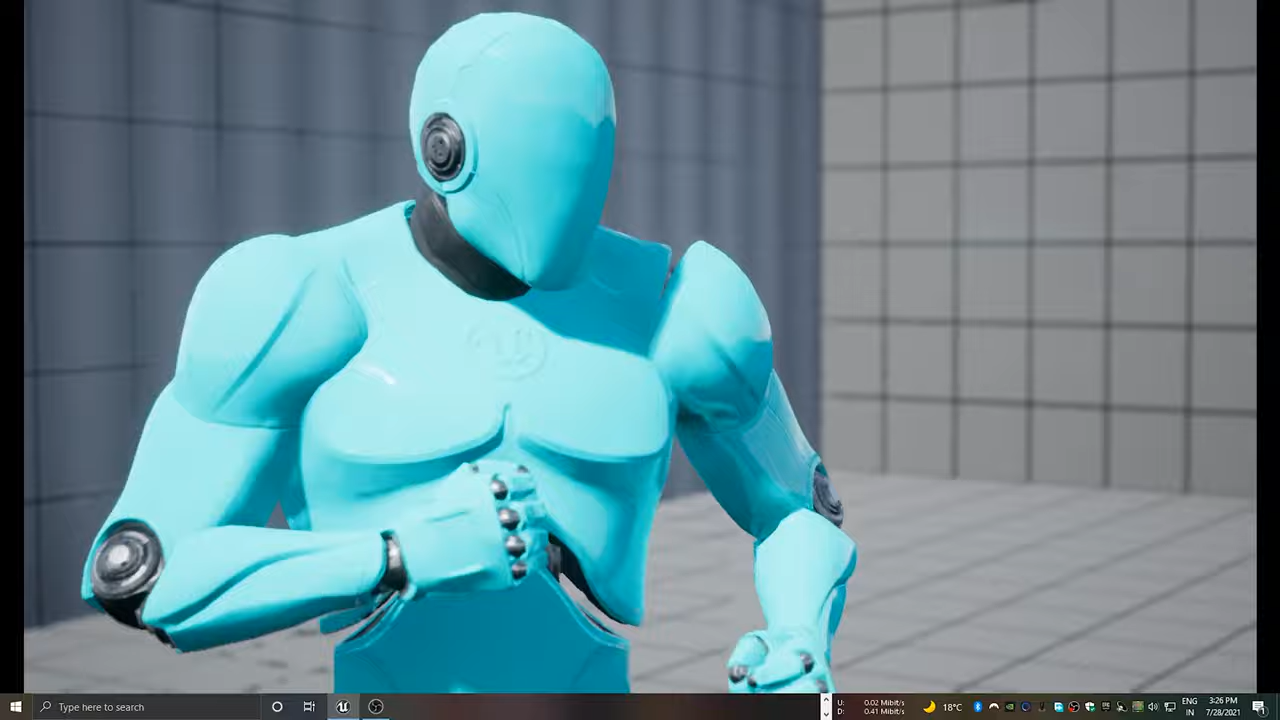 Type here to search
U: 0.02 Mibit/s
D: 0.41 Mibit/s
18°C
ENG
IN
3:26 PM
7/28/2021